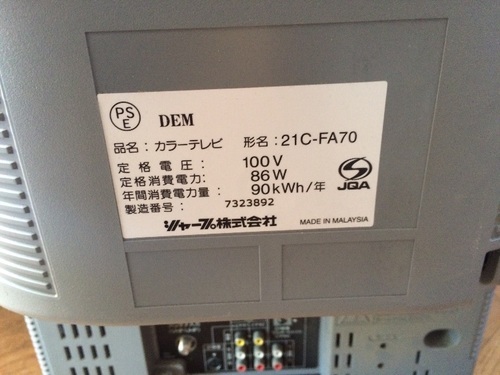 PS
E
DEM
品名：カラーテレビ 形名：21C-FA70
定格電圧： 100V
定格消費電力： 86W
年間消費電力量： 90kWh/年
製造番号： 7323892
JQA
シャープ株式会社
MADE IN MALAYSIA